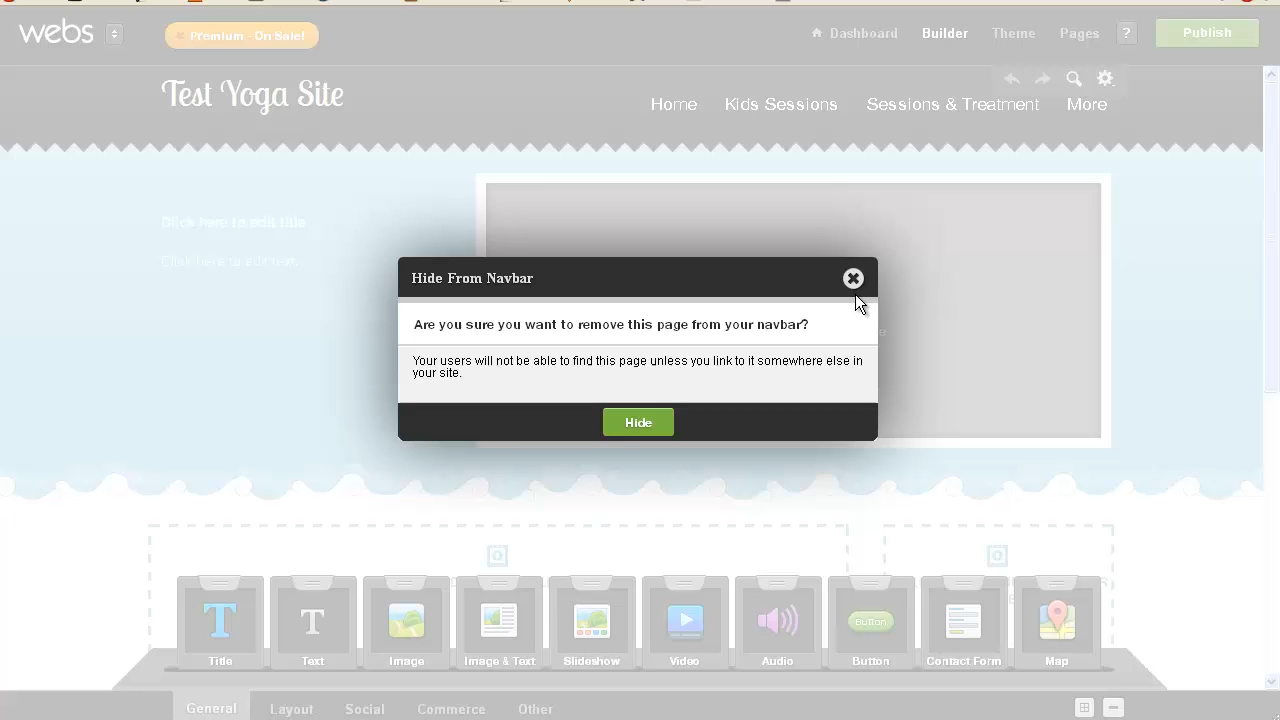 webs
Premium - On Sale!
Dashboard
Builder
Theme
Pages
?
Publish
Test Yoga Site
Home
Kids Sessions
Sessions & Treatment
More
Click here to edit title
Click here to edit text.
Hide From Navbar
Are you sure you want to remove this page from your navbar?
Your users will not be able to find this page unless you link to it somewhere else in
your site.
Hide
T
T
Button
Title
Text
Image
Image & Text
Slideshow
Video
Audio
Button
Contact Form
Map
General
Layout
Social
Commerce
Other